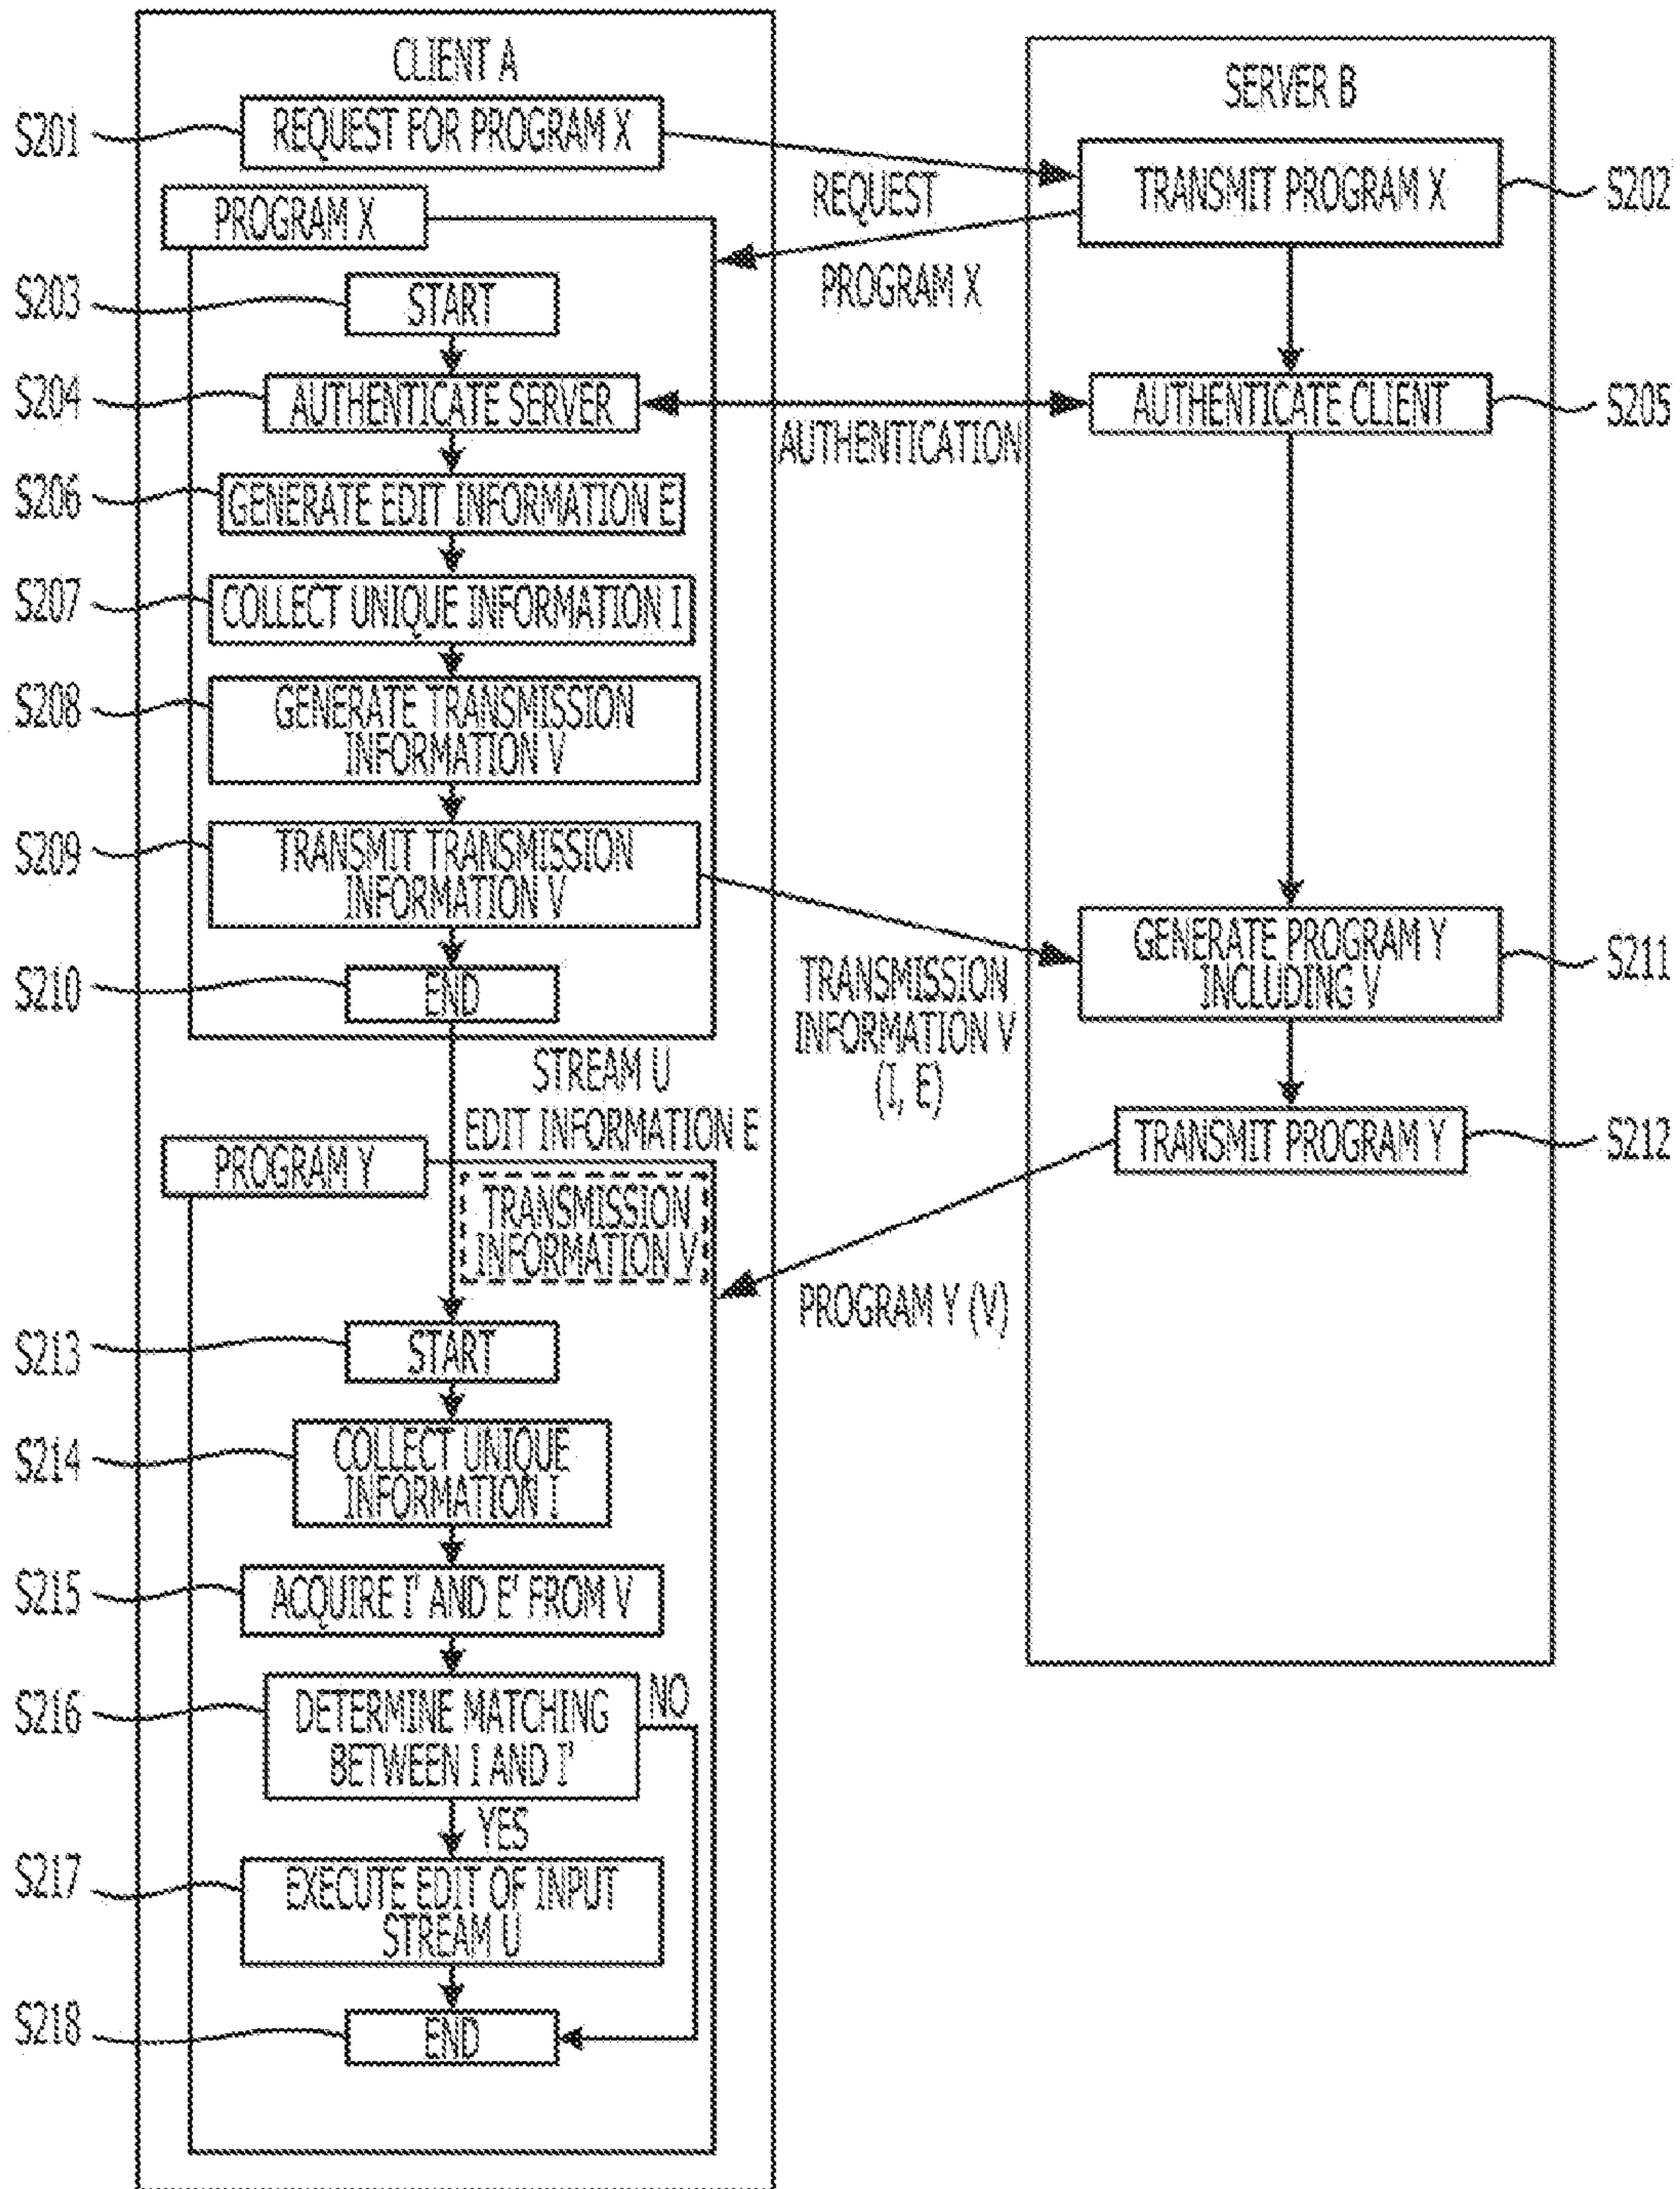 CLIENT A
SERVER B
S201
REQUEST FOR PROGRAM X
REQUEST
TRANSMIT PROGRAM X
S202
PROGRAM X
PROGRAM X
S203
START
S204
AUTHENTICATE SERVER
AUTHENTICATION
AUTHENTICATE CLIENT
S205
S206
GENERATE EDIT INFORMATION E
S207
COLLECT UNIQUE INFORMATION I
S208
GENERATE TRANSMISSION
INFORMATION V
S209
TRANSMIT TRANSMISSION
INFORMATION V
TRANSMISSION
INFORMATION V
(I, E)
GENERATE PROGRAM Y
INCLUDING V
S211
S210
END
STREAM U
EDIT INFORMATION E
TRANSMIT PROGRAM Y
S212
PROGRAM Y
TRANSMISSION
INFORMATION V
PROGRAM Y (V)
S213
START
S214
COLLECT UNIQUE
INFORMATION I
S215
ACQUIRE I' AND E' FROM V
S216
DETERMINE MATCHING
BETWEEN I AND I'
NO
YES
S217
EXECUTE EDIT OF INPUT
STREAM U
S218
END